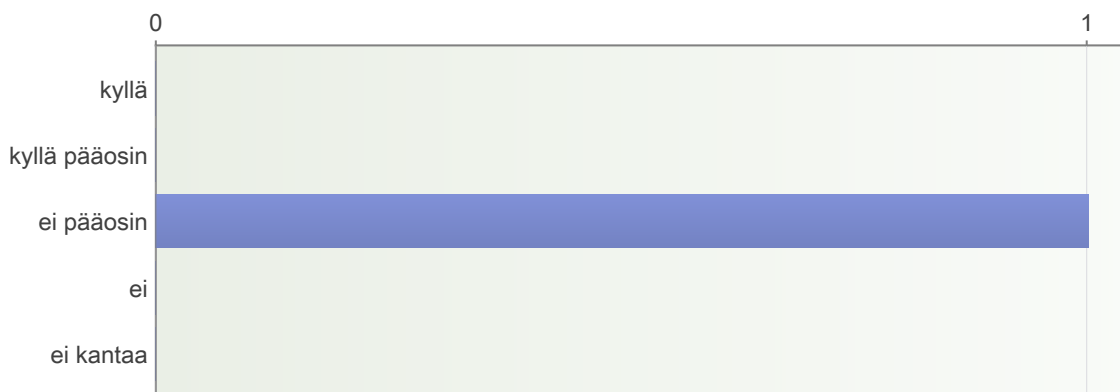 0 1
kyllä
kyllä pääosin
ei pääosin
ei
ei kantaa